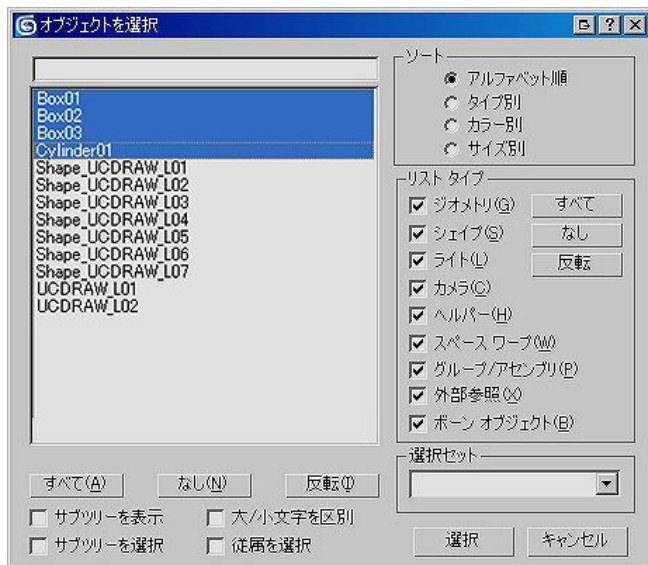 オブジェクトを選択
Box01
Box02
Box03
Cylinder01
Shape_UCDRAW_L01
Shape_UCDRAW_L02
Shape_UCDRAW_L03
Shape_UCDRAW_L04
Shape_UCDRAW_L05
Shape_UCDRAW_L06
Shape_UCDRAW_L07
UCDRAW_L01
UCDRAW_L02
すべて(A) なし(N) 反転(I)
サブツリーを表示 大/小文字を区別
サブツリーを選択 従属を選択
ソート
アルファベット順
タイプ別
カラー別
サイズ別
リスト タイプ
ジオメトリ(G) すべて
シェイプ(S) なし
ライト(L) 反転
カメラ(C)
ヘルパー(H)
スペース ワープ(W)
グループ/アセンブリ(P)
外部参照(X)
ボーン オブジェクト(B)
選択セット
選択 キャンセル